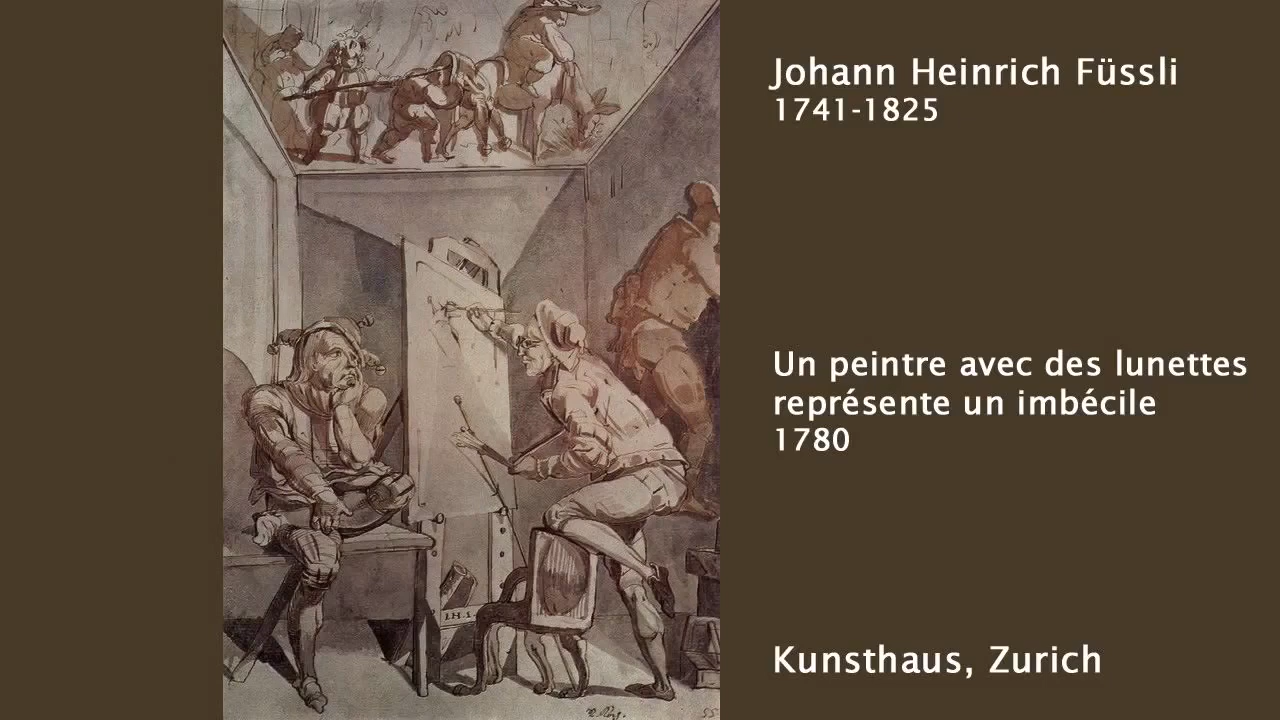 Johann Heinrich Füssli
1741-1825
Un peintre avec des lunettes
représente un imbécile
1780
Kunsthaus, Zurich